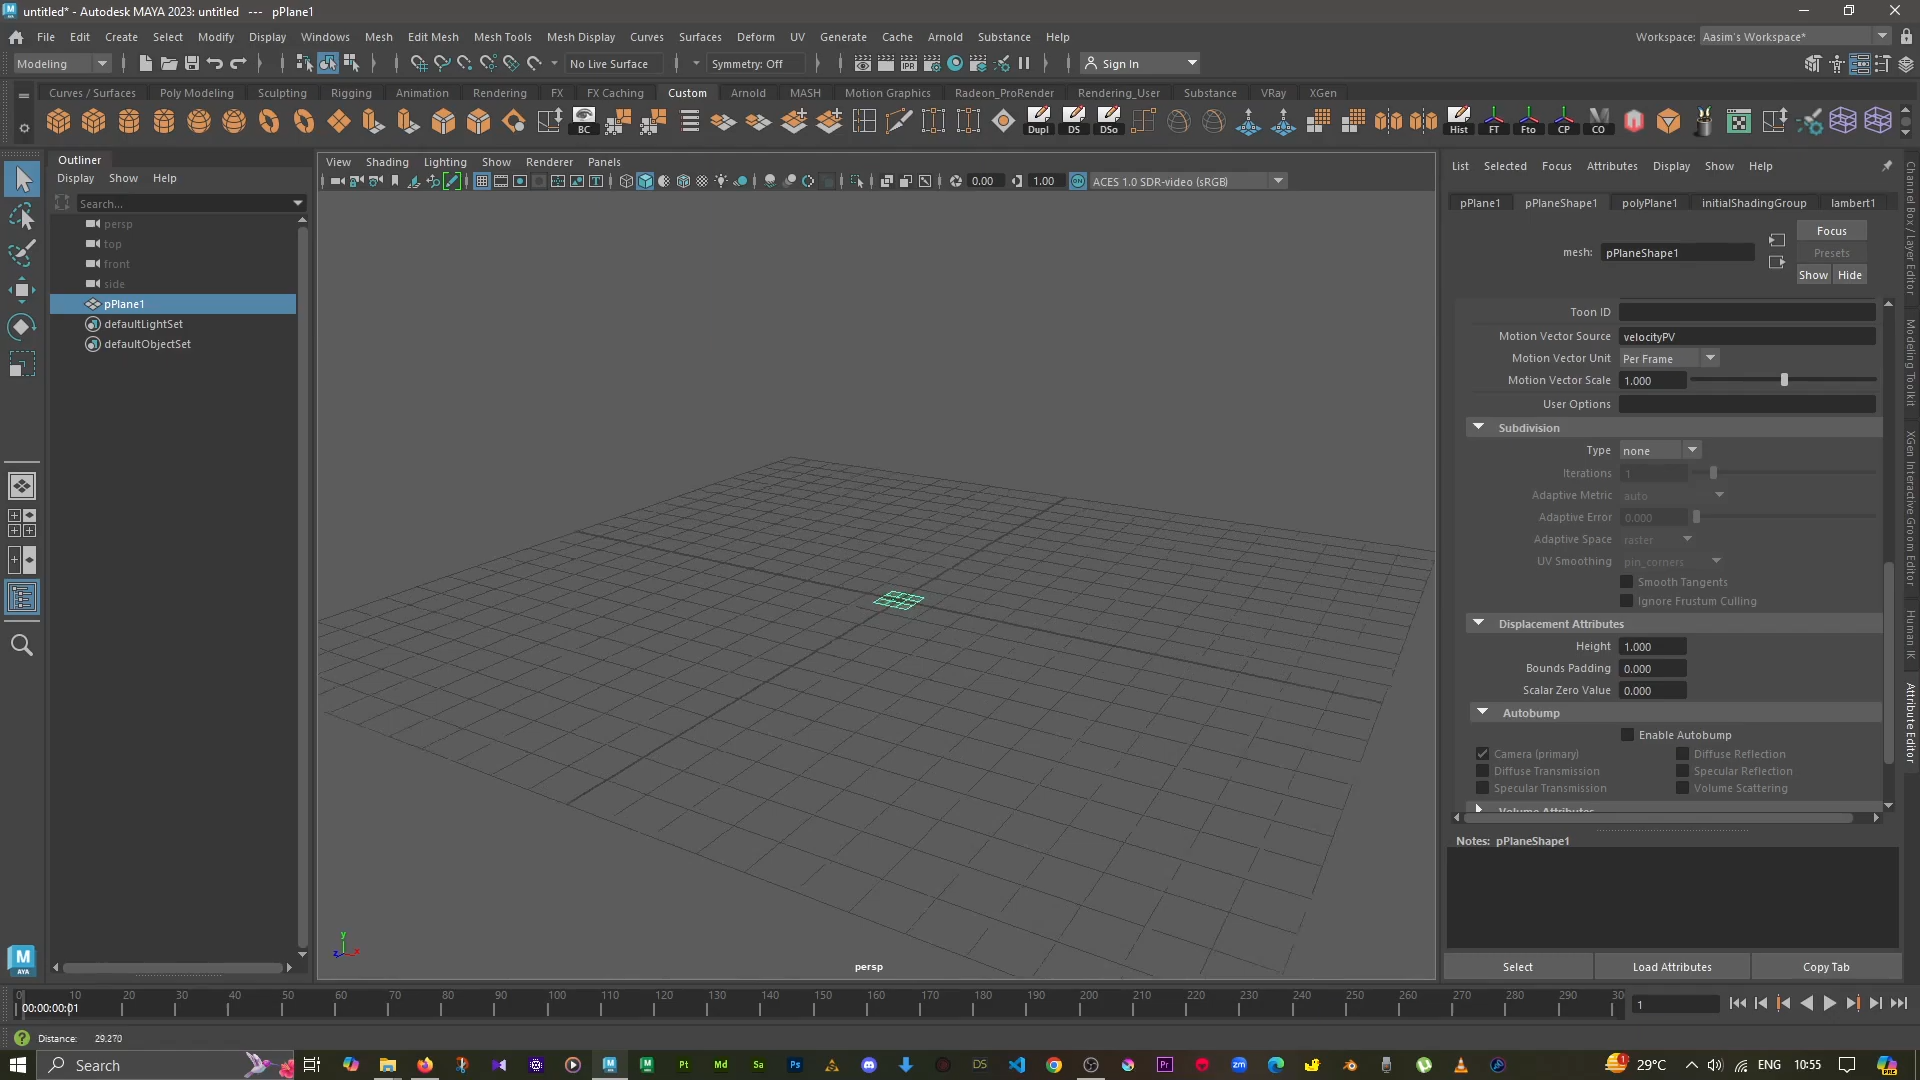 untitled* - Autodesk MAYA 2023: untitled   ---   pPlane1
File Edit Create Select Modify Display Windows Mesh Edit Mesh Mesh Tools Mesh Display Curves Surfaces Deform UV Generate Cache Arnold Substance Help
Workspace: Aasim's Workspace*
Modeling
No Live Surface
Symmetry: Off
IPR
Sign In
Curves / Surfaces Poly Modeling Sculpting Rigging Animation Rendering FX FX Caching Custom Arnold MASH Motion Graphics Radeon_ProRender Rendering_User Substance VRay XGen
BC Dupl DS DSo Hist FT Fto CP CO
Outliner
Display Show Help
Search...
persp
top
front
side
pPlane1
defaultLightSet
defaultObjectSet
View Shading Lighting Show Renderer Panels
0.00 1.00 ON ACES 1.0 SDR-video (sRGB)
persp
y
z x
List Selected Focus Attributes Display Show Help
pPlane1 pPlaneShape1 polyPlane1 initialShadingGroup lambert1
mesh: pPlaneShape1
Focus
Presets
Show Hide
Toon ID
Motion Vector Source velocityPV
Motion Vector Unit Per Frame
Motion Vector Scale 1.000
User Options
Subdivision
Type none
Iterations 1
Adaptive Metric auto
Adaptive Error 0.000
Adaptive Space raster
UV Smoothing pin_corners
Smooth Tangents
Ignore Frustum Culling
Displacement Attributes
Height 1.000
Bounds Padding 0.000
Scalar Zero Value 0.000
Autobump
Enable Autobump
Camera (primary) Diffuse Reflection
Diffuse Transmission Specular Reflection
Specular Transmission Volume Scattering
Volume Attributes
Notes: pPlaneShape1
Select Load Attributes Copy Tab
Channel Box / Layer Editor
Modeling Toolkit
XGen Interactive Groom Editor
Human IK
Attribute Editor
M
AYA
0 10 20 30 40 50 60 70 80 90 100 110 120 130 140 150 160 170 180 190 200 210 220 230 240 250 260 270 280 290 30
00:00:00:01
1
Distance: 29.270
Search
M M Pt Md Sa Ps DS Pr zm
1 29°C ENG 10:55
PRE